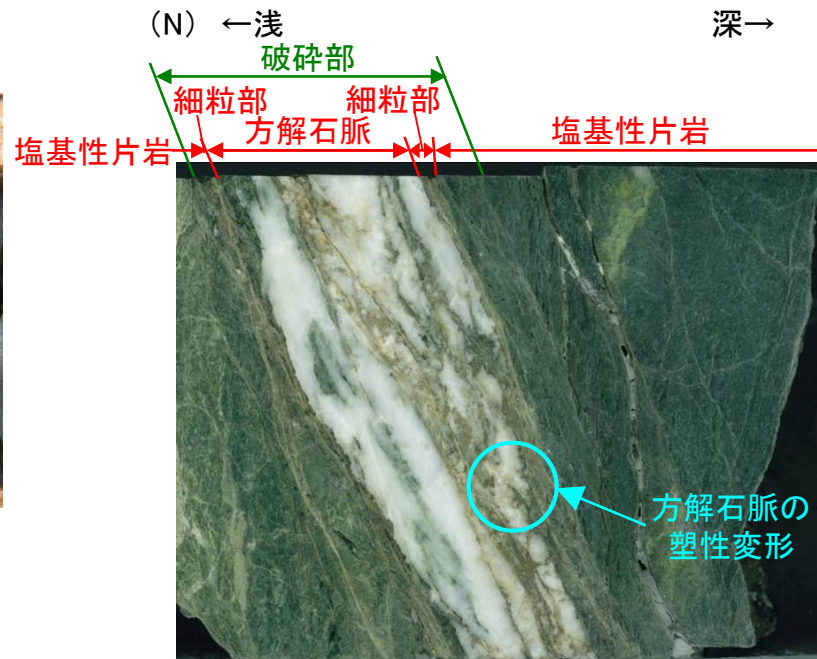 (N) ←浅
深→
破砕部
細粒部
細粒部
塩基性片岩
方解石脈
塩基性片岩
方解石脈の
塑性変形